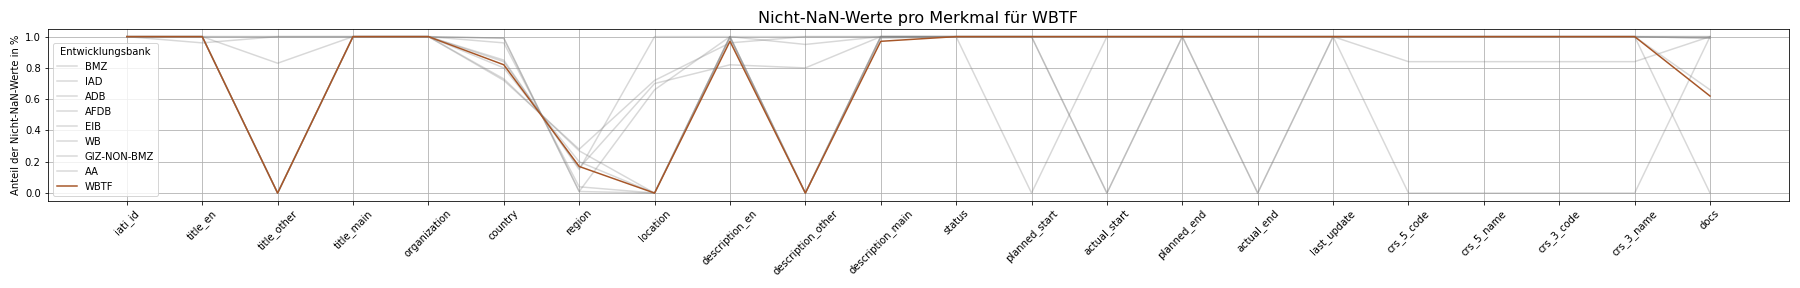 Nicht-NaN-Werte pro Merkmal für WBTF
Anteil der Nicht-NaN-Werte in %
1.0
0.8
0.6
0.4
0.2
0.0
Entwicklungsbank
BMZ
IAD
ADB
AFDB
EIB
WB
GIZ-NON-BMZ
AA
WBTF
iati_id
title_en
title_other
title_main
organization
country
region
location
description_en
description_other
description_main
status
planned_start
actual_start
planned_end
actual_end
last_update
crs_5_code
crs_5_name
crs_3_code
crs_3_name
docs